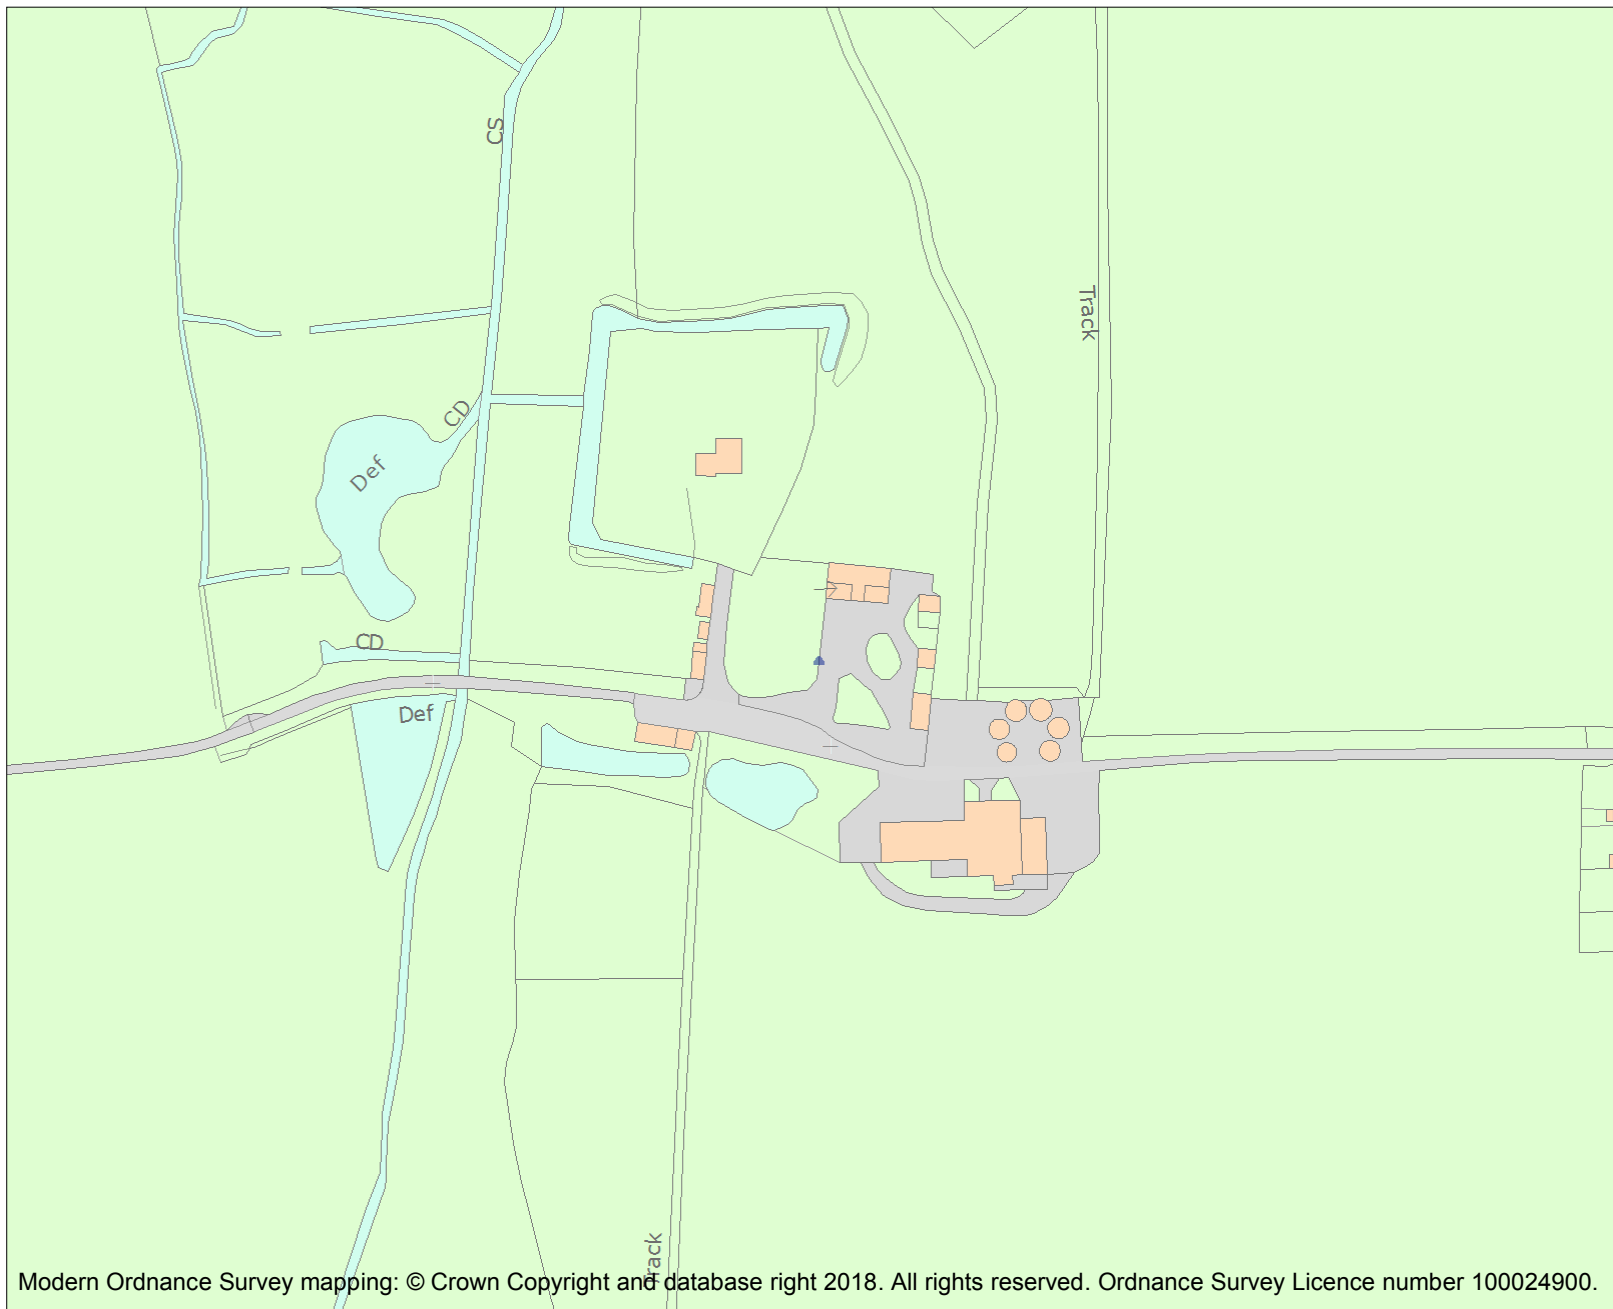 CS
Track
CD
Def
CD
Def
Track
Modern Ordnance Survey mapping: © Crown Copyright and database right 2018. All rights reserved. Ordnance Survey Licence number 100024900.